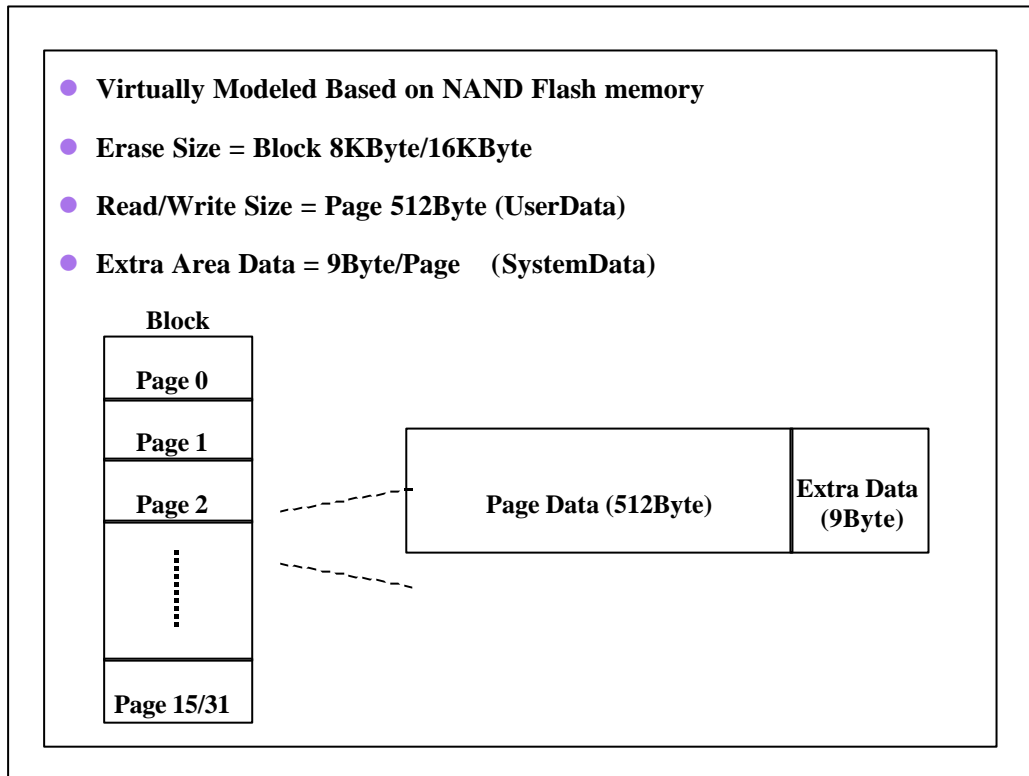 Virtually Modeled Based on NAND Flash memory
Erase Size = Block 8KByte/16KByte
Read/Write Size = Page 512Byte (UserData)
Extra Area Data = 9Byte/Page (SystemData)
Block
Page 0
Page 1
Page 2
Page 15/31
Page Data (512Byte)
Extra Data
(9Byte)